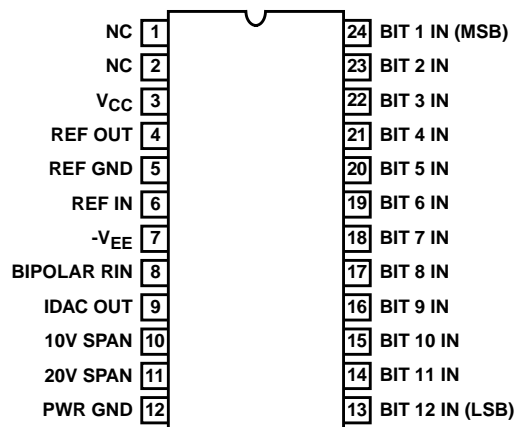 NC 1 24 BIT 1 IN (MSB)
NC 2 23 BIT 2 IN
VCC 3 22 BIT 3 IN
REF OUT 4 21 BIT 4 IN
REF GND 5 20 BIT 5 IN
REF IN 6 19 BIT 6 IN
-VEE 7 18 BIT 7 IN
BIPOLAR RIN 8 17 BIT 8 IN
IDAC OUT 9 16 BIT 9 IN
10V SPAN 10 15 BIT 10 IN
20V SPAN 11 14 BIT 11 IN
PWR GND 12 13 BIT 12 IN (LSB)